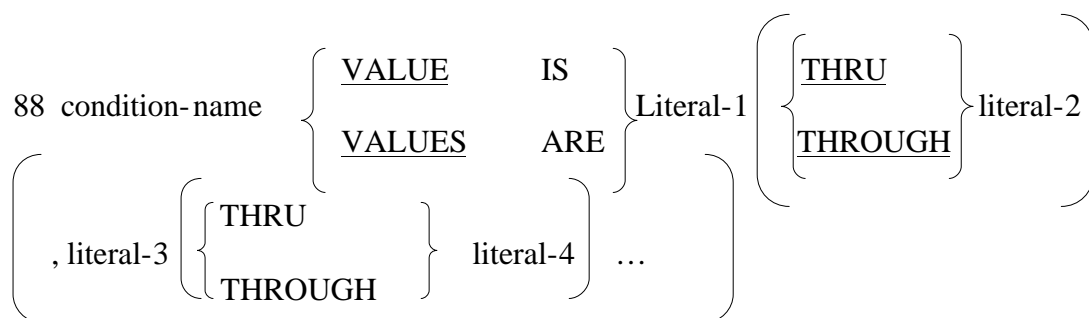 VALUE IS THRU
88 condition-name Literal-1 literal-2
VALUES ARE THROUGH
THRU
, literal-3 literal-4 …
THROUGH